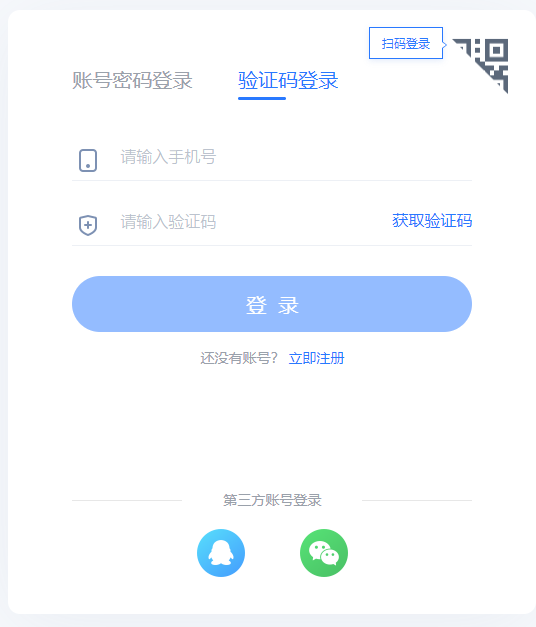 扫码登录
账号密码登录 验证码登录
请输入手机号
请输入验证码 获取验证码
登 录
还没有账号？ 立即注册
第三方账号登录